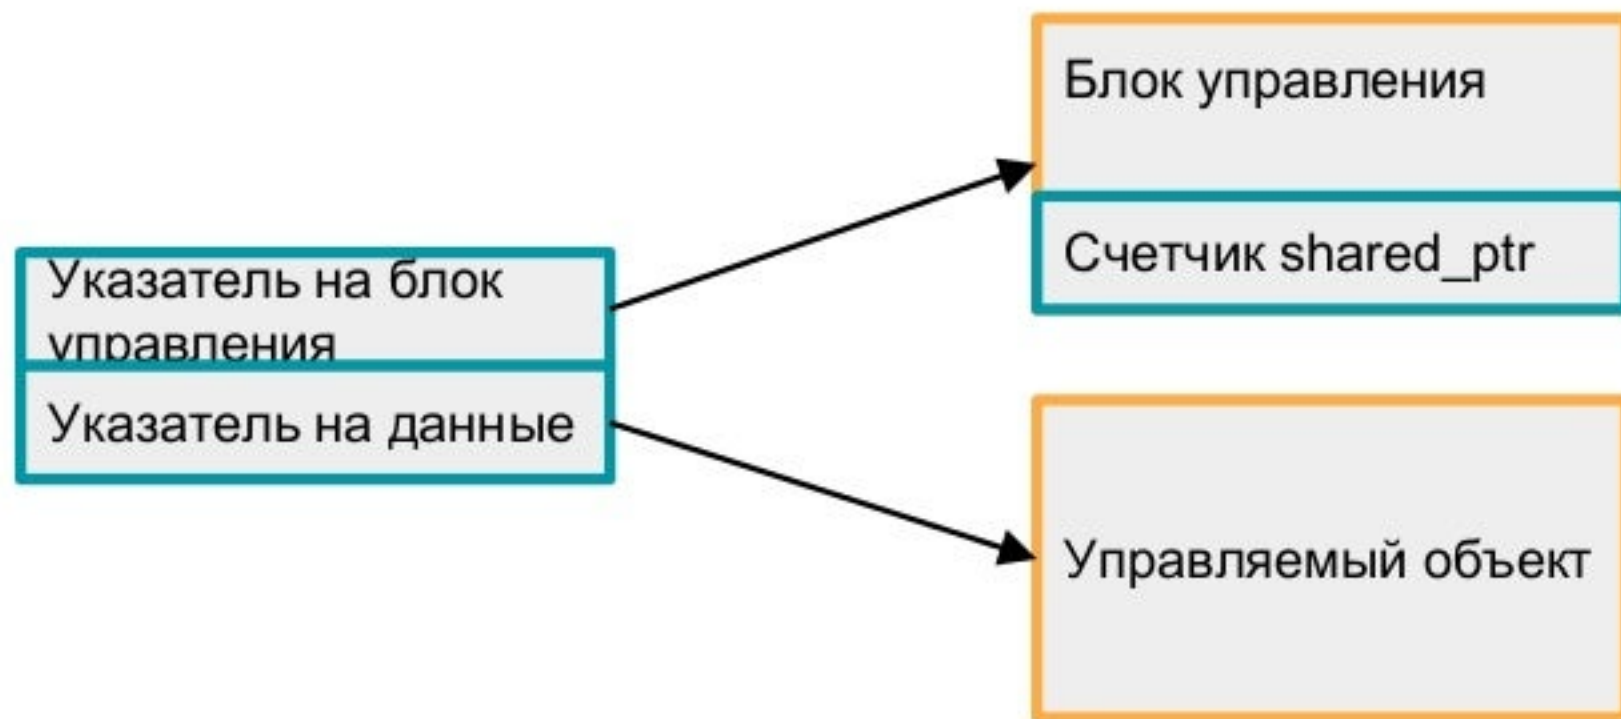 Блок управления
Счетчик shared_ptr
Указатель на блок
управления
Указатель на данные
Управляемый объект